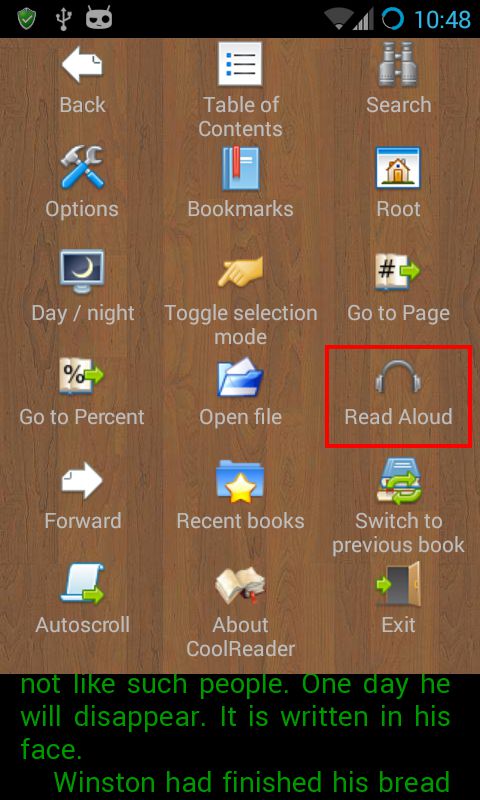 10:48
Back
Table of
Contents
Search
Options
Bookmarks
Root
Day / night
Toggle selection
mode
#
Go to Page
%
Go to Percent
Open file
Read Aloud
Forward
Recent books
Switch to
previous book
Autoscroll
About
CoolReader
Exit
not like such people. One day he
will disappear. It is written in his
face.
Winston had finished his bread